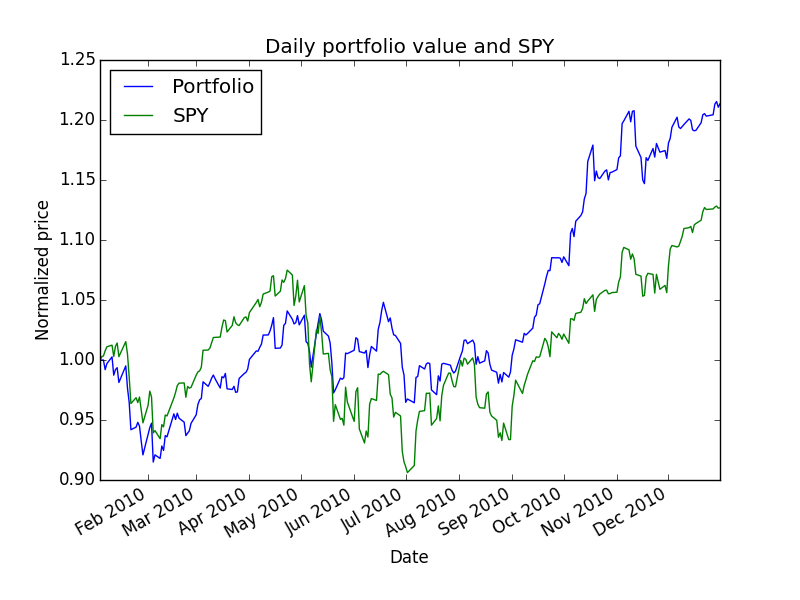 Daily portfolio value and SPY
1.25
1.20
1.15
1.10
1.05
1.00
0.95
0.90
Normalized price
Portfolio
SPY
Feb 2010
Mar 2010
Apr 2010
May 2010
Jun 2010
Jul 2010
Aug 2010
Sep 2010
Oct 2010
Nov 2010
Dec 2010
Date